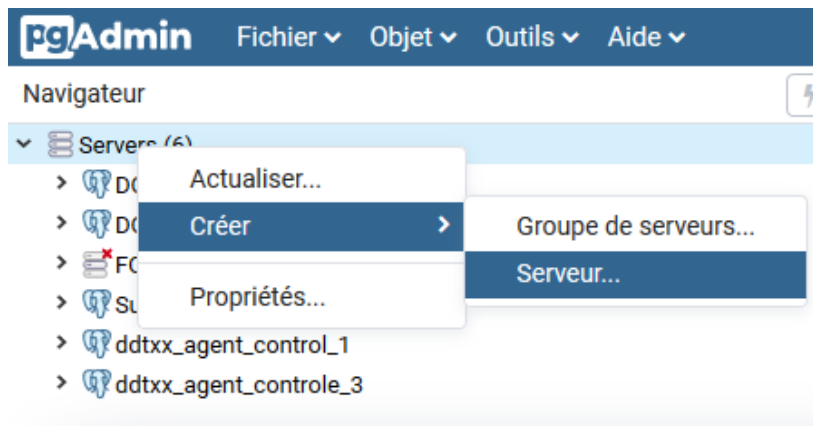 pgAdmin Fichier Objet Outils Aide
Navigateur
Servers (6)
Actualiser...
Créer
Groupe de serveurs...
Serveur...
Propriétés...
ddtxx_agent_control_1
ddtxx_agent_controle_3